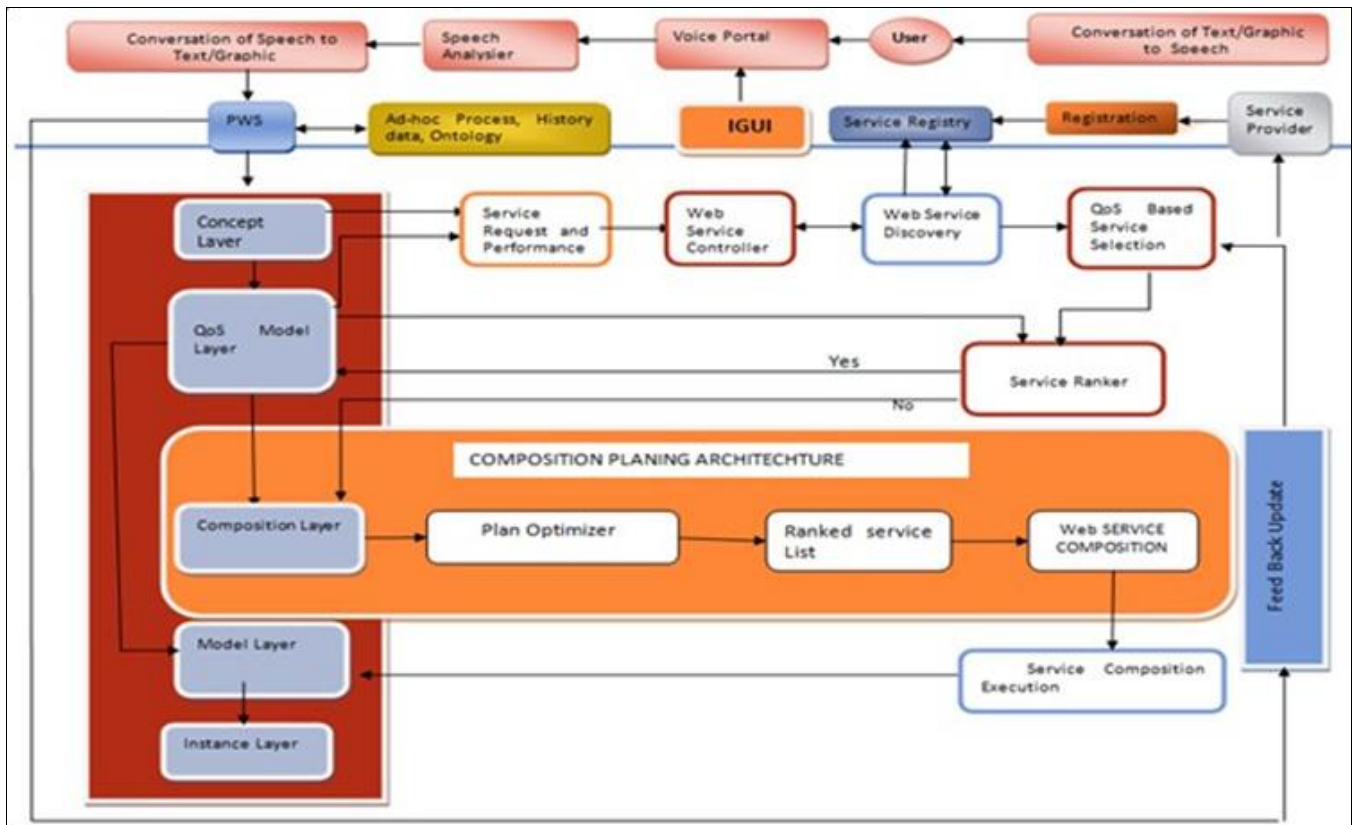 Conversation of Speech to
Text/Graphic
Speech
Analysier
Voice Portal
User
Conversation of Text/Graphic
to Speech
PWS
Ad-hoc Process, History
data, Ontology
IGUI
Service Registry
Registration
Service
Provider
Concept
Layer
Service
Request and
Performance
Web
Service
Controller
Web Service
Discovery
QoS Based
Service
Selection
QoS Model
Layer
Yes
Service Ranker
No
COMPOSITION PLANING ARCHITECHTURE
Composition Layer
Plan Optimizer
Ranked service
List
Web SERVICE
COMPOSITION
Feed Back Update
Model Layer
Service Composition
Execution
Instance Layer